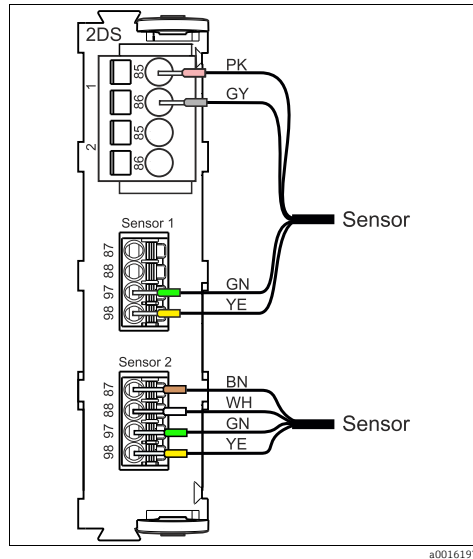 2DS
PK
85
1
GY
86
85
2
86
Sensor
Sensor 1
87
88
97
GN
98
YE
Sensor 2
87
BN
88
WH
97
GN
Sensor
98
YE